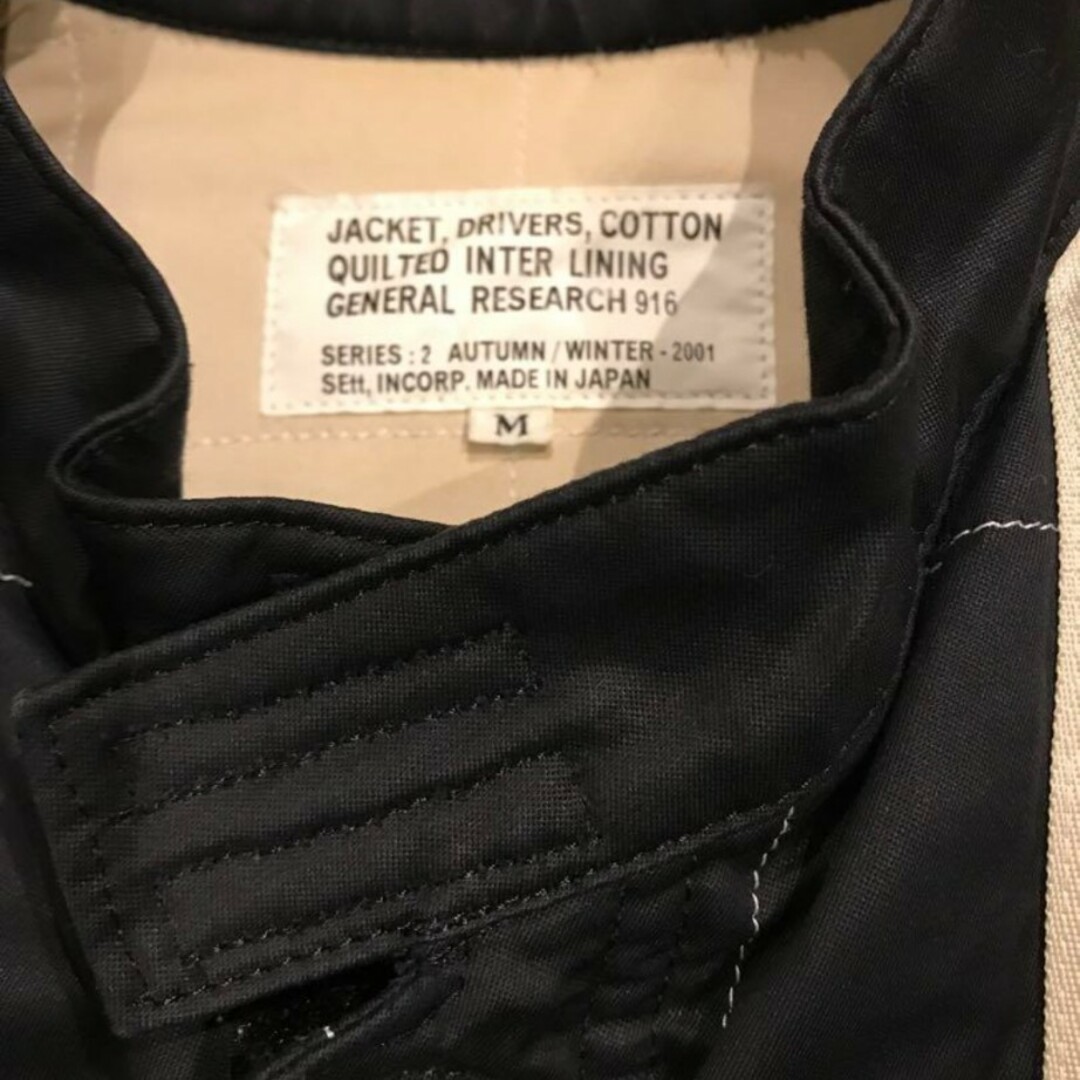 JACKET, DRIVERS, COTTON
QUILTED INTER LINING
GENERAL RESEARCH 916
SERIES : 2 AUTUMN / WINTER - 2001
SEtt, INCORP. MADE IN JAPAN
M